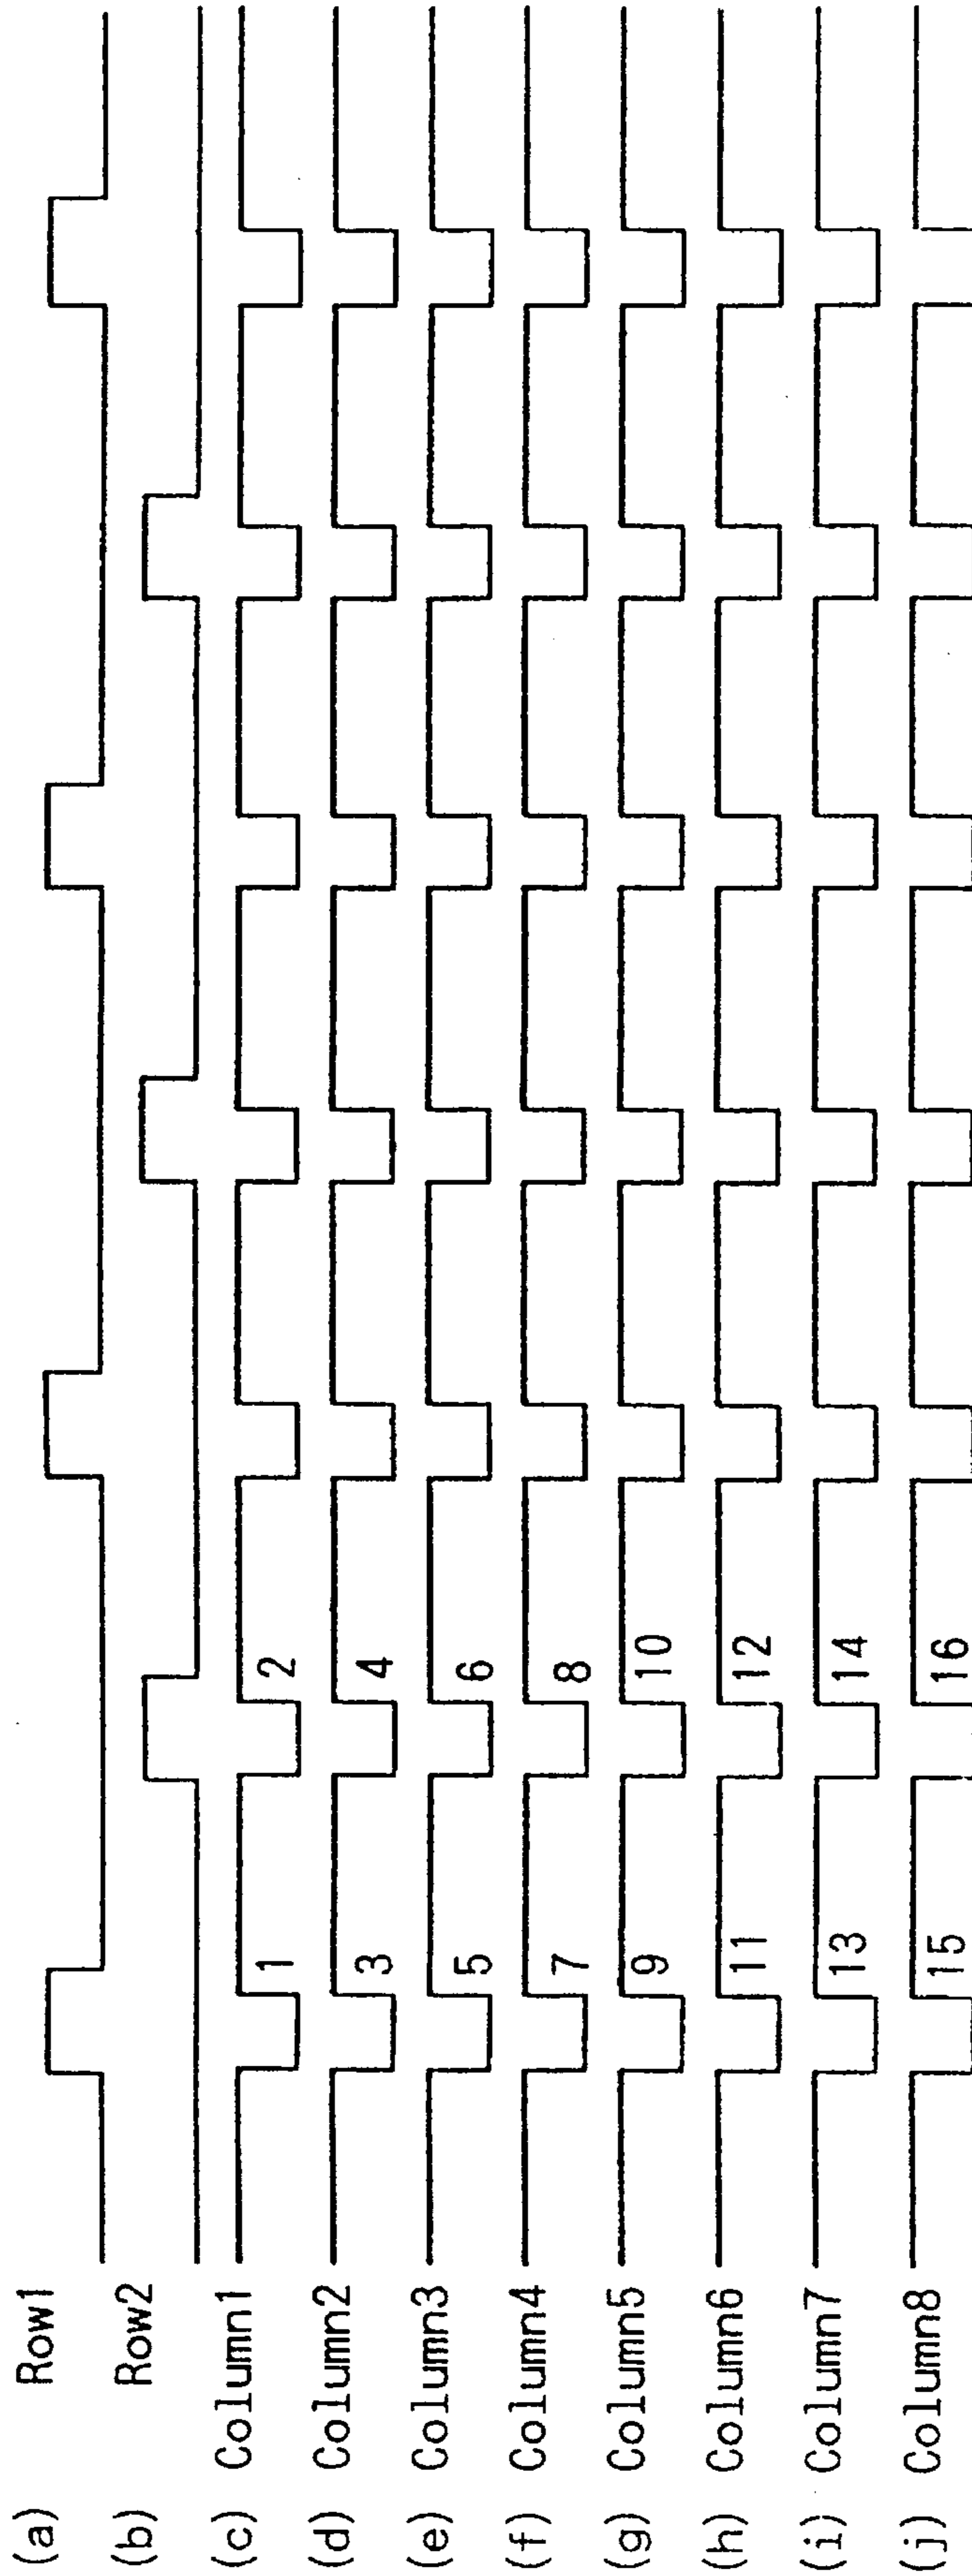 (a) Row1
(b) Row2
(c) Column1 1 2
(d) Column2 3 4
(e) Column3 5 6
(f) Column4 7 8
(g) Column5 9 10
(h) Column6 11 12
(i) Column7 13 14
(j) Column8 15 16